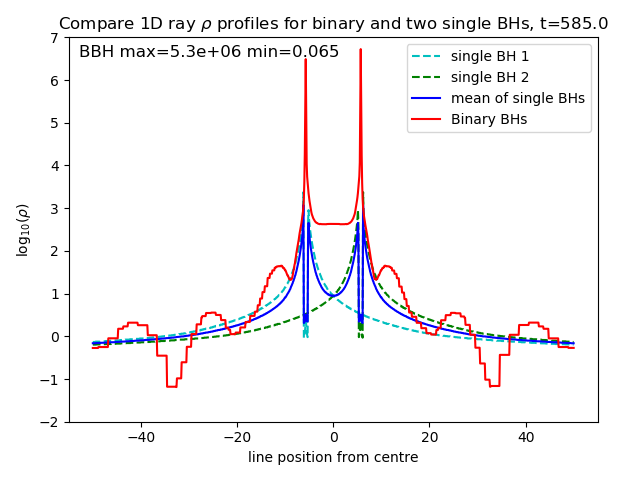 Compare 1D ray ρ profiles for binary and two single BHs, t=585.0
BBH max=5.3e+06 min=0.065
single BH 1
single BH 2
mean of single BHs
Binary BHs
log₁₀(ρ)
7
6
5
4
3
2
1
0
−1
−2
−40 −20 0 20 40
line position from centre